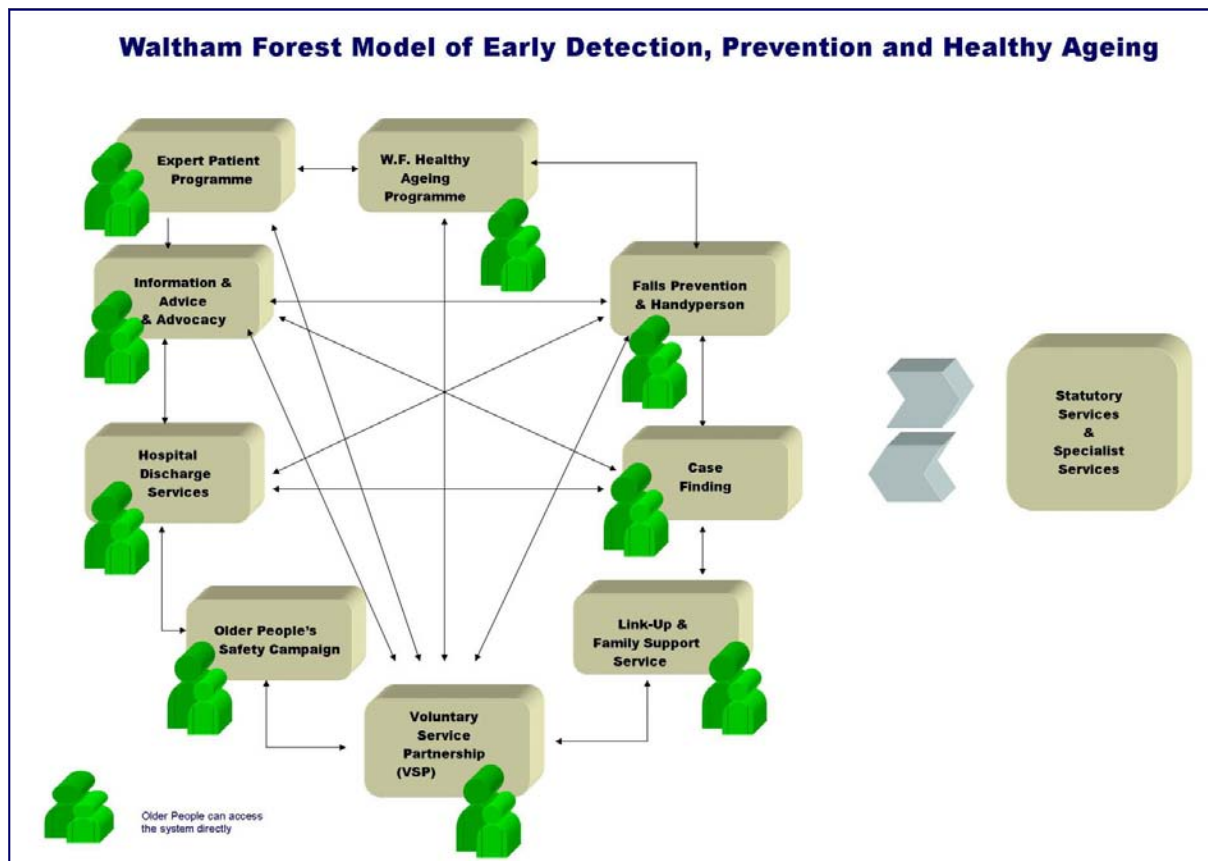 Waltham Forest Model of Early Detection, Prevention and Healthy Ageing
Expert Patient
Programme
W.F. Healthy
Ageing
Programme
Information &
Advice
& Advocacy
Falls Prevention
& Handyperson
Statutory
Services
&
Specialist
Services
Hospital
Discharge
Services
Case
Finding
Older People's
Safety Campaign
Link-Up &
Family Support
Service
Voluntary
Service
Partnership
(VSP)
Older People can access
the system directly